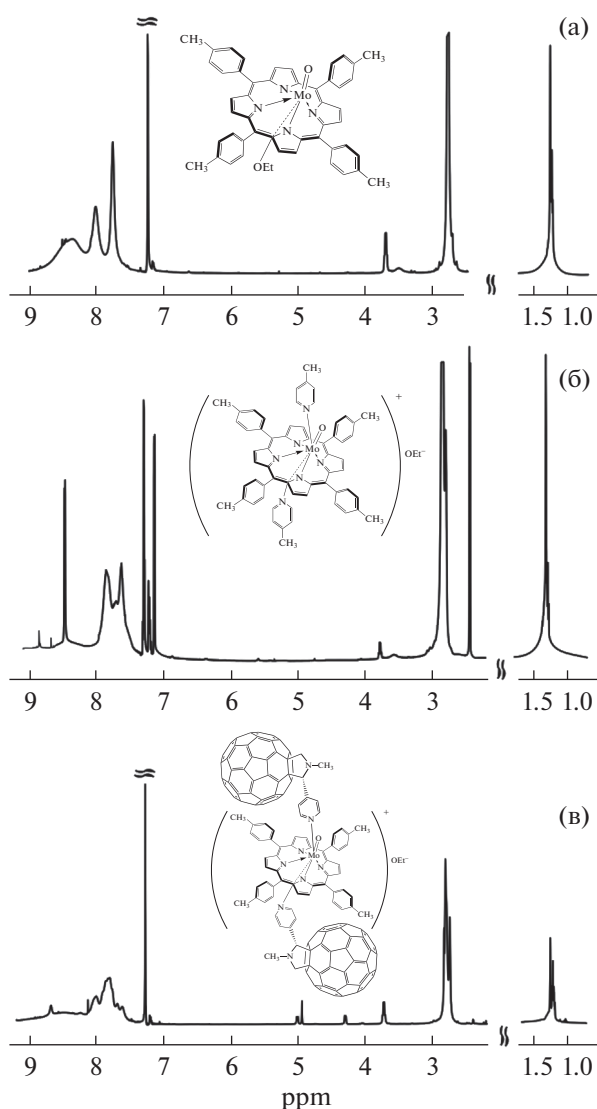 (а)
CH₃
O
CH₃
N
Mo
N
N
N
CH₃
OEt
CH₃
9 8 7 6 5 4 3 1.5 1.0
(б)
CH₃
+
N
O
CH₃
CH₃
N
Mo
N
N
N
OEt⁻
CH₃
N
CH₃
CH₃
9 8 7 6 5 4 3 1.5 1.0
(в)
N–CH₃
N
+
CH₃
O
CH₃
N
Mo
N
N
N
OEt⁻
CH₃
N
CH₃
CH₃–N
9 8 7 6 5 4 3 1.5 1.0
ppm